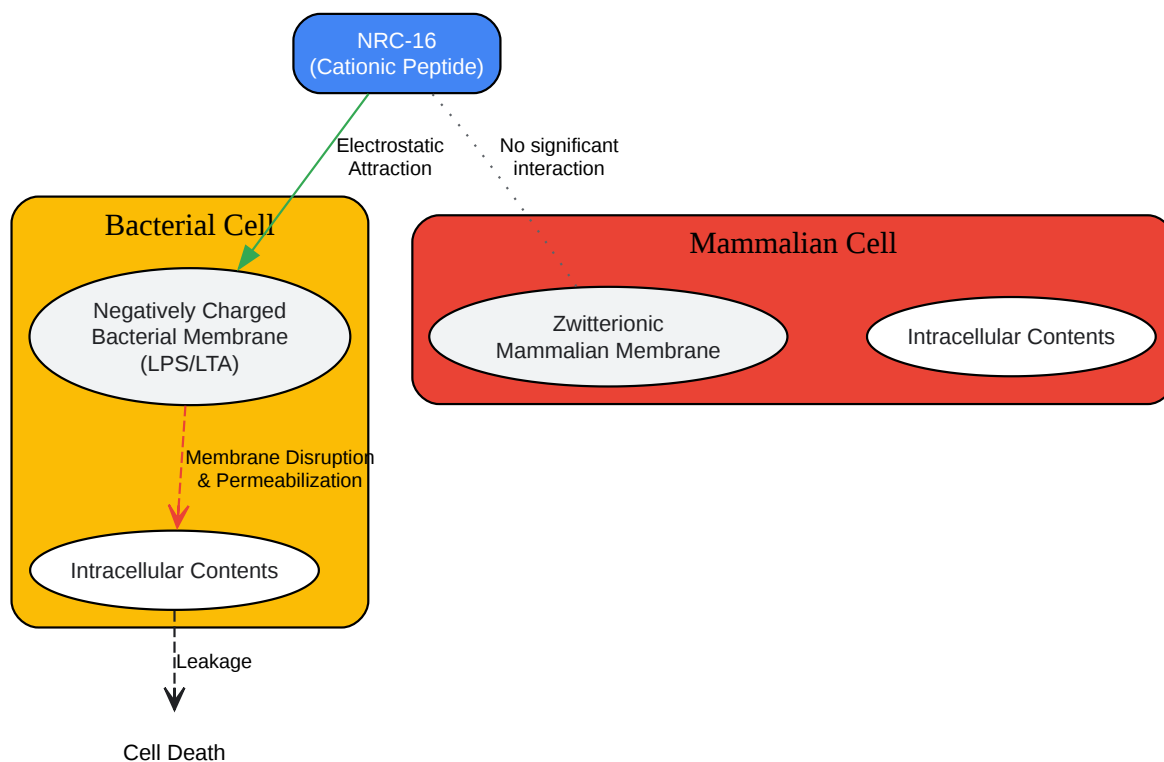 NRC-16
(Cationic Peptide)
Electrostatic
Attraction
No significant
interaction
Bacterial Cell
Negatively Charged
Bacterial Membrane
(LPS/LTA)
Membrane Disruption
& Permeabilization
Intracellular Contents
Leakage
Cell Death
Mammalian Cell
Zwitterionic
Mammalian Membrane
Intracellular Contents